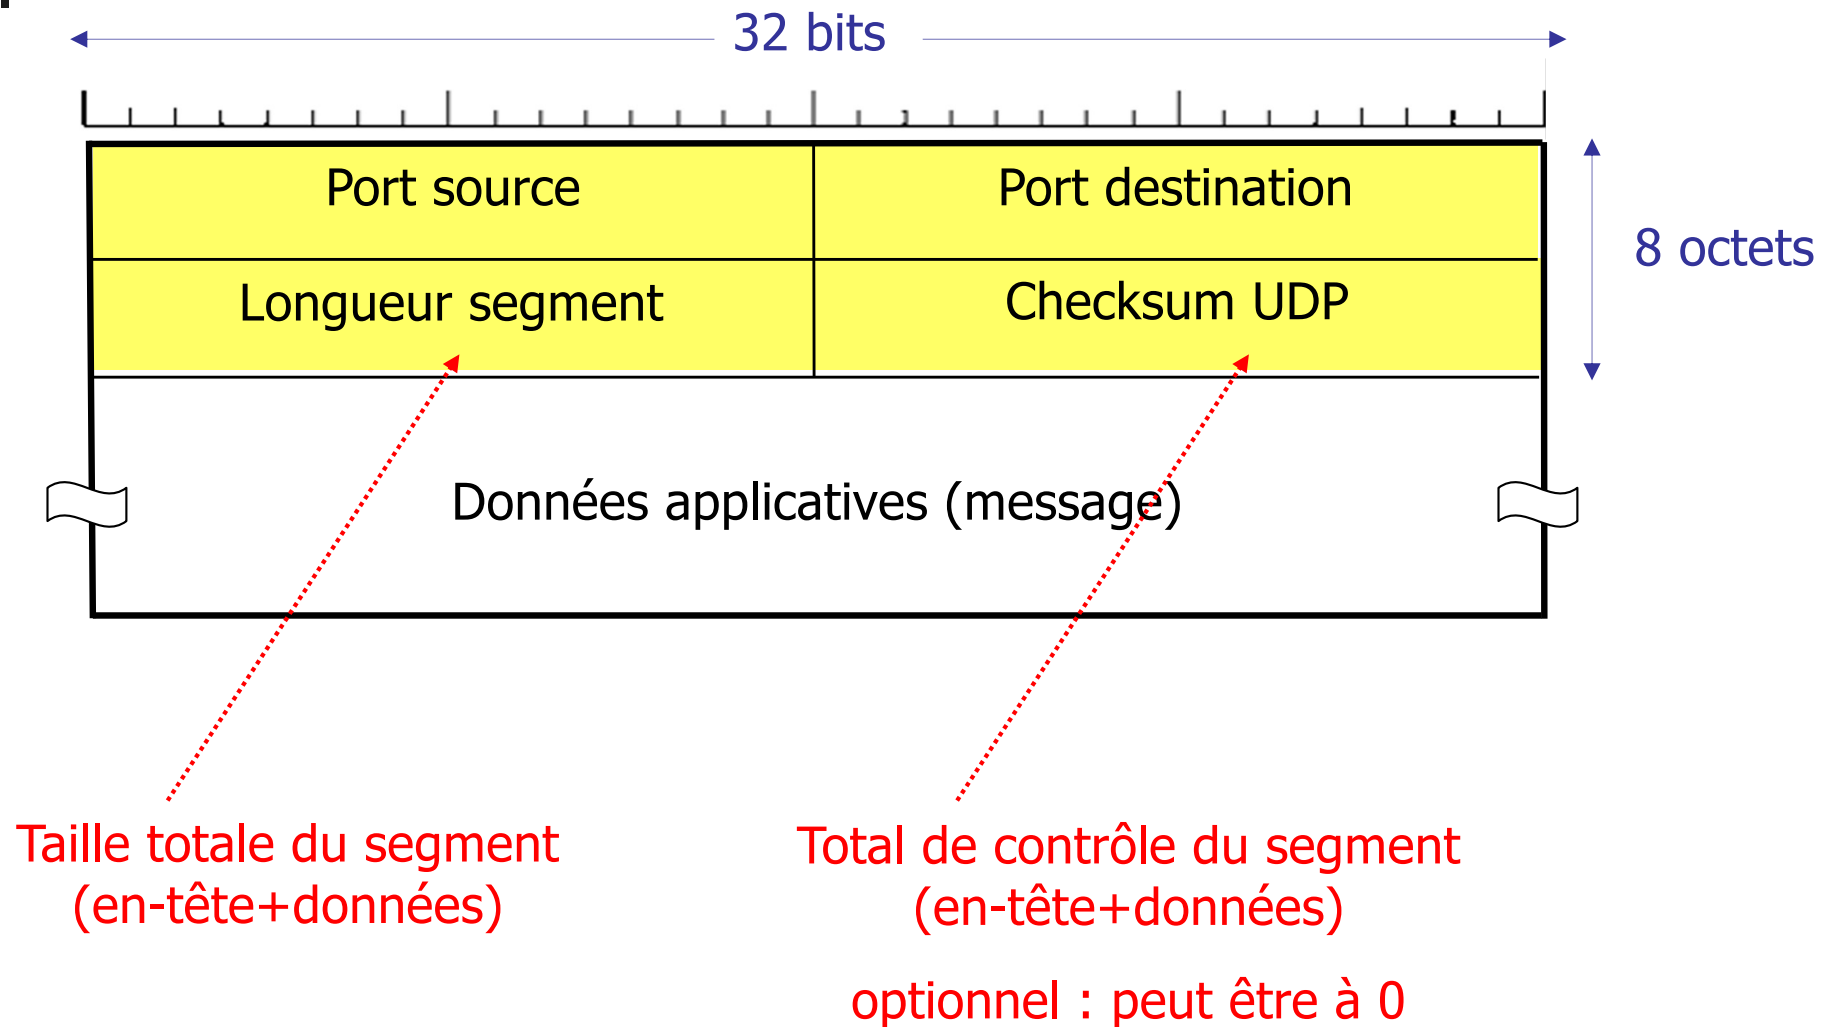 32 bits
Port source
Port destination
8 octets
Longueur segment
Checksum UDP
Données applicatives (message)
Taille totale du segment
(en-tête+données)
Total de contrôle du segment
(en-tête+données)
optionnel : peut être à 0